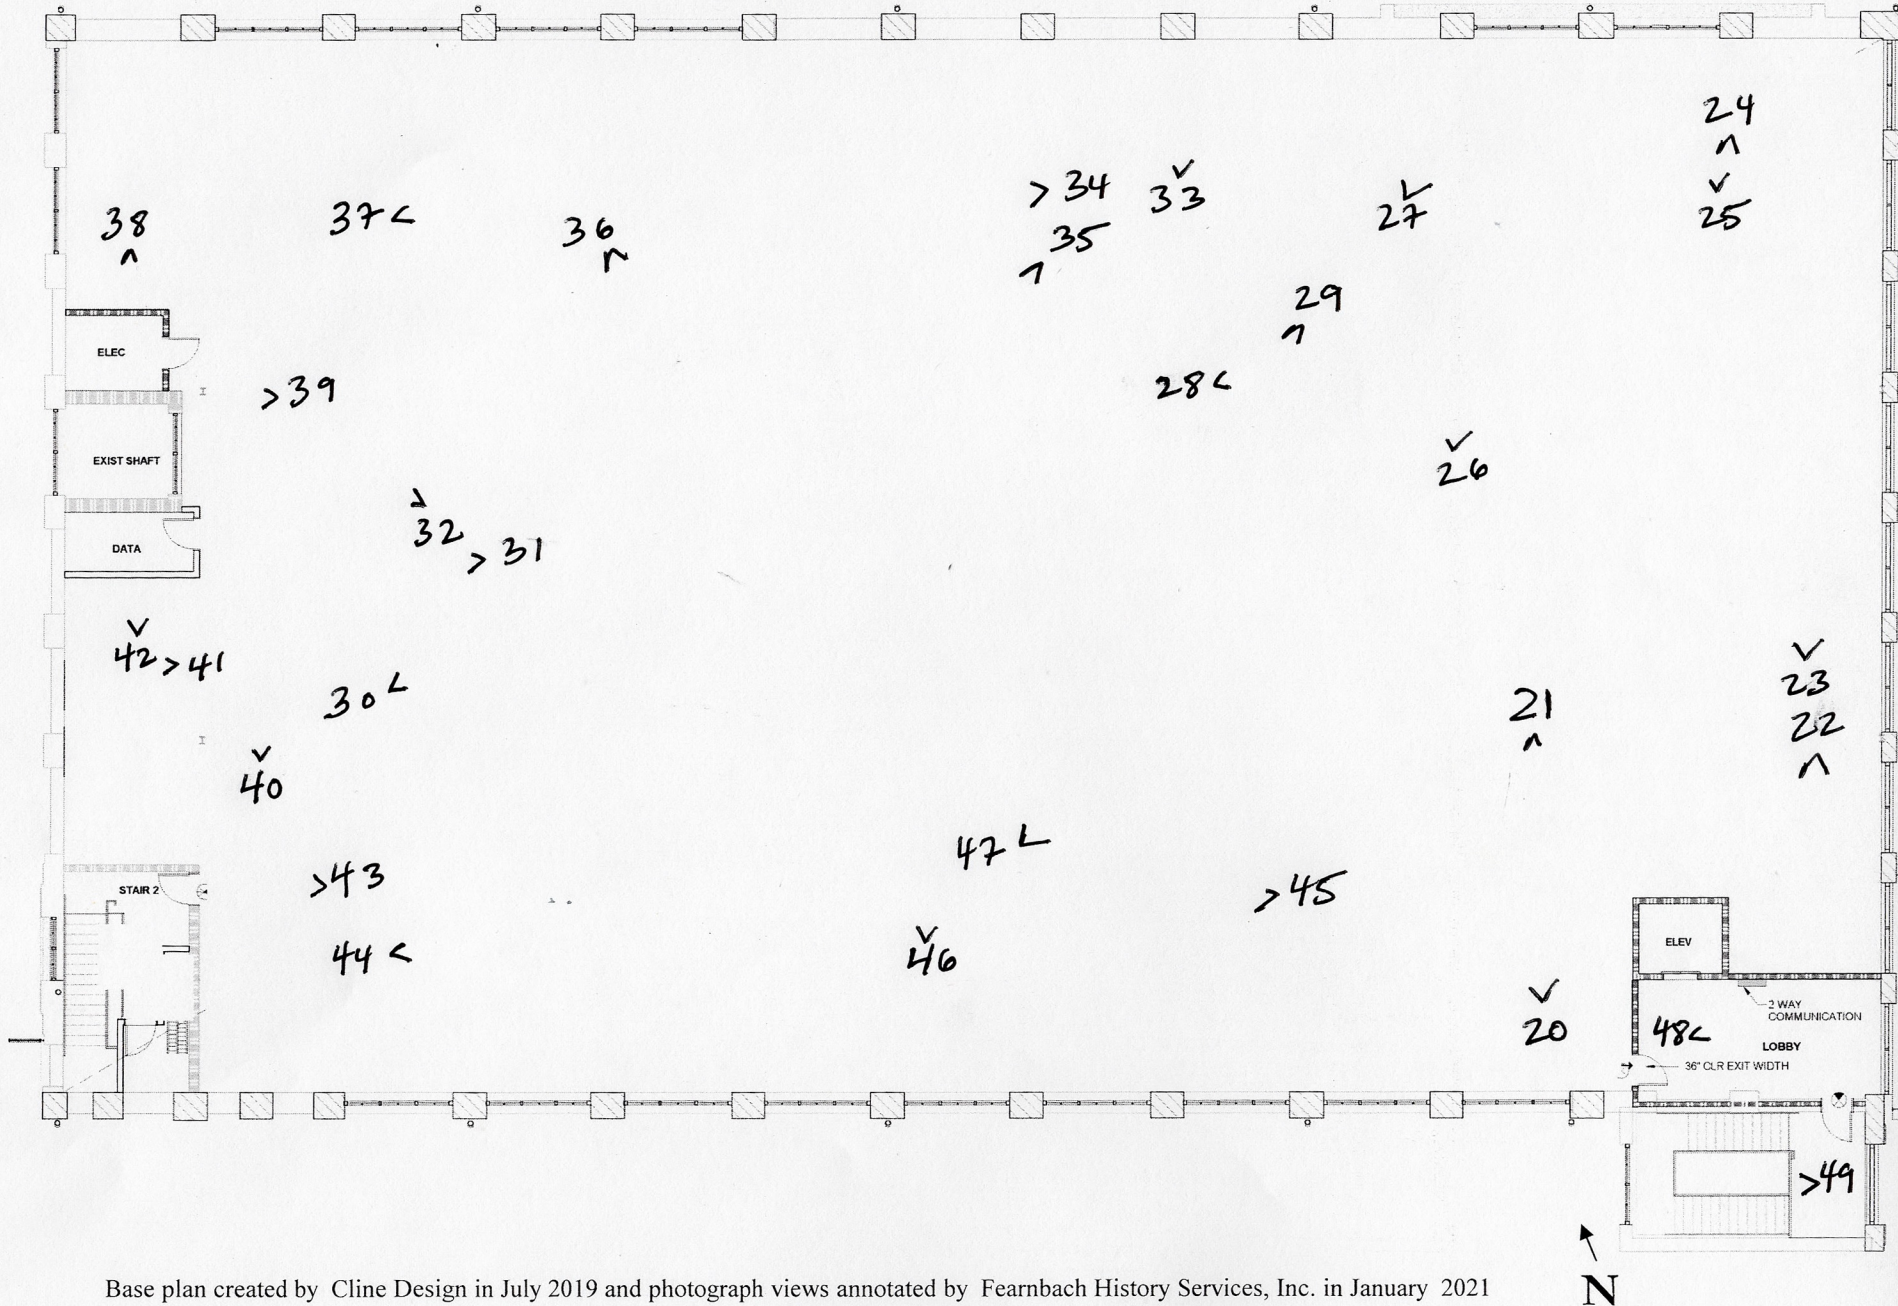 24
^
> 34
v
33
v
27
v
25
38
^
37 <
36
^
35
^
29
^
ELEC
> 39
28 <
v
26
EXIST SHAFT
32
> 31
DATA
v
42
> 41
30 <
v
23
21
^
22
^
v
40
47 <
STAIR 2
> 43
> 45
44 <
v
46
ELEV
v
20
2 WAY
COMMUNICATION
48 <
LOBBY
36" CLR EXIT WIDTH
> 49
N
Base plan created by Cline Design in July 2019 and photograph views annotated by Fearnbach History Services, Inc. in January 2021